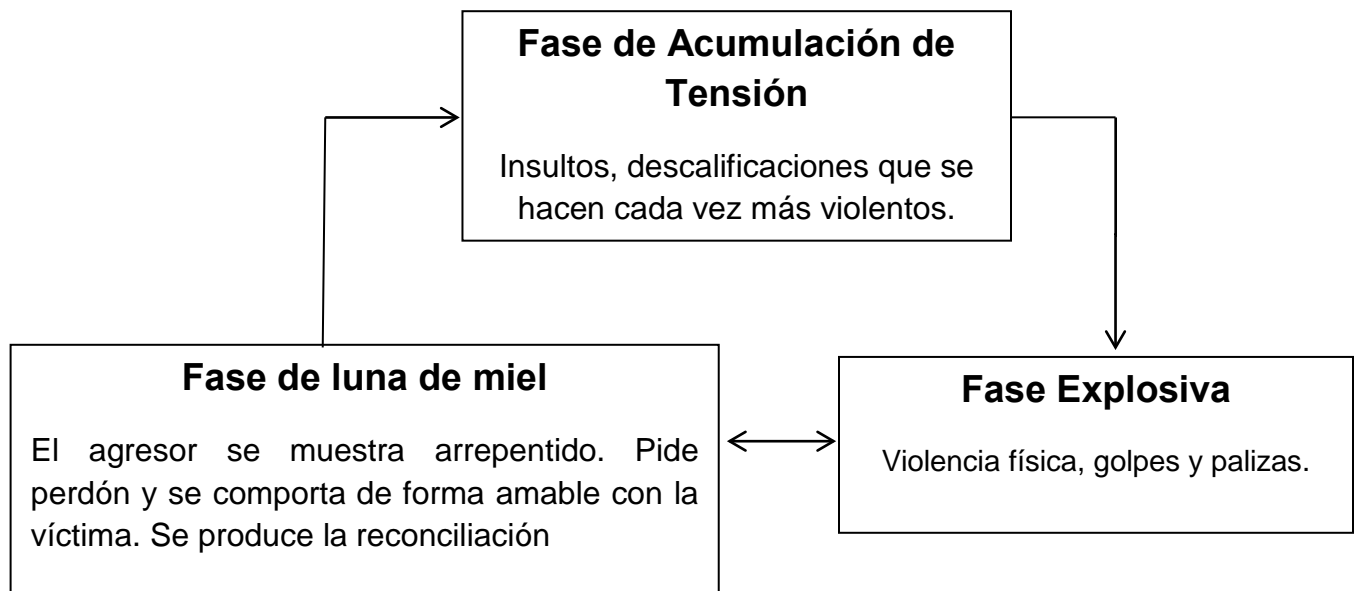 Fase de Acumulación de
Tensión
Insultos, descalificaciones que se
hacen cada vez más violentos.
Fase de luna de miel
El agresor se muestra arrepentido. Pide
perdón y se comporta de forma amable con la
víctima. Se produce la reconciliación
Fase Explosiva
Violencia física, golpes y palizas.